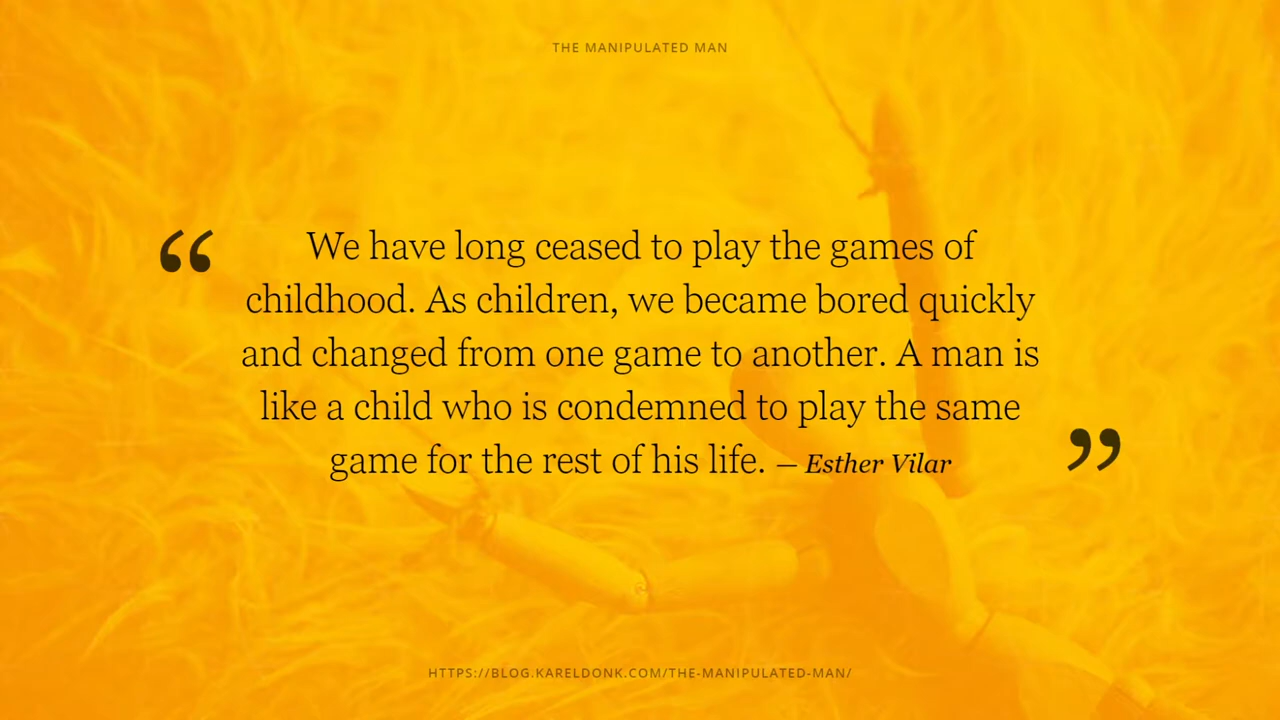 THE MANIPULATED MAN
“ We have long ceased to play the games of
childhood. As children, we became bored quickly
and changed from one game to another. A man is
like a child who is condemned to play the same
game for the rest of his life. — Esther Vilar ”
HTTPS://BLOG.KARELDONK.COM/THE-MANIPULATED-MAN/